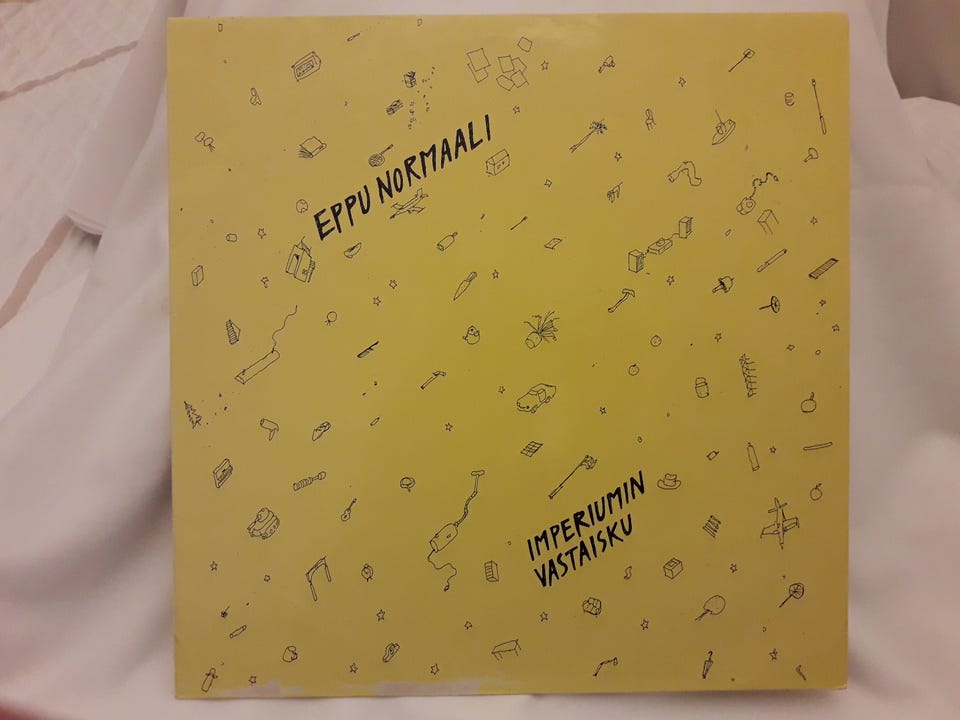 EPPU NORMAALI
IMPERIUMIN
VASTAISKU